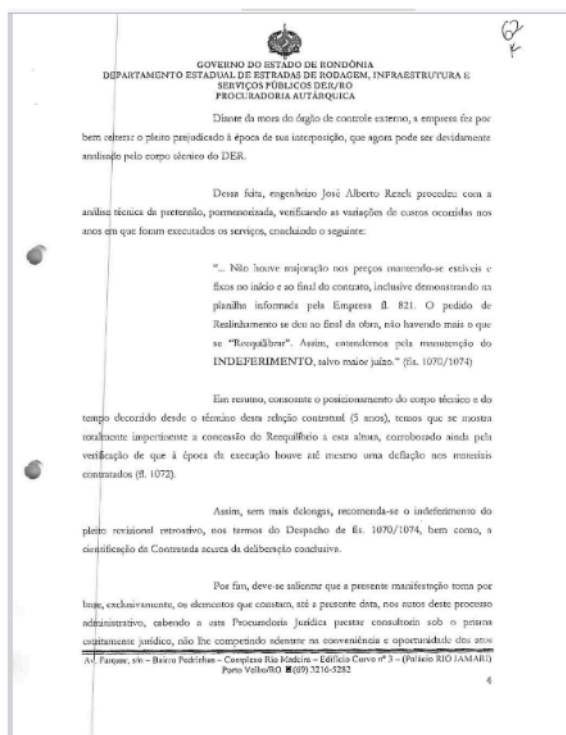 62
GOVERNO DO ESTADO DE RONDÔNIA
DEPARTAMENTO ESTADUAL DE ESTRADAS DE RODAGEM, INFRAESTRUTURA E
SERVIÇOS PÚBLICOS DER/RO
PROCURADORIA AUTÁRQUICA
Diante da mora do órgão de controle externo, a empresa fez por
bem reiterar o pleito prejudicado à época de sua interposição, que agora pode ser devidamente
analisado pelo corpo técnico do DER.
Dessa feita, engenheiro José Alberto Rezek procedeu com a
análise técnica da pretensão, pormenorizada, verificando as variações de custos ocorridas nos
anos em que foram executados os serviços, concluindo o seguinte:
"... Não houve majoração nos preços mantendo-se estáveis e
fixos no início e ao final do contrato, inclusive demonstrando na
planilha informada pela Empresa fl. 821. O pedido de
Realinhamento se deu ao final da obra, não havendo mais o que
se "Reequilibrar". Assim, entendemos pela manutenção do
INDEFERIMENTO, salvo maior juízo." (fls. 1070/1074)
Em resumo, consoante o posicionamento do corpo técnico e do
tempo decorrido desde o término desta relação contratual (5 anos), temos que se mostra
totalmente impertinente a concessão do Reequilíbrio a esta altura, corroborado ainda pela
verificação de que à época da execução houve até mesmo uma deflação nos materiais
contratados (fl. 1072).
Assim, sem mais delongas, recomenda-se o indeferimento do
pleito revisional retroativo, nos termos do Despacho de fls. 1070/1074, bem como, a
cientificação da Contratada acerca da deliberação conclusiva.
Por fim, deve-se salientar que a presente manifestação toma por
base, exclusivamente, os elementos que constam, até a presente data, nos autos deste processo
administrativo, cabendo a esta Procuradoria Jurídica prestar consultoria sob o prisma
estritamente jurídico, não lhe competindo adentrar na conveniência e oportunidade dos atos
Av. Farquar, s/n – Bairro Pedrinhas – Complexo Rio Madeira – Edifício Curvo nº 3 – (Palácio RIO JAMARI)
Porto Velho/RO ☎(69) 3216-5282
4